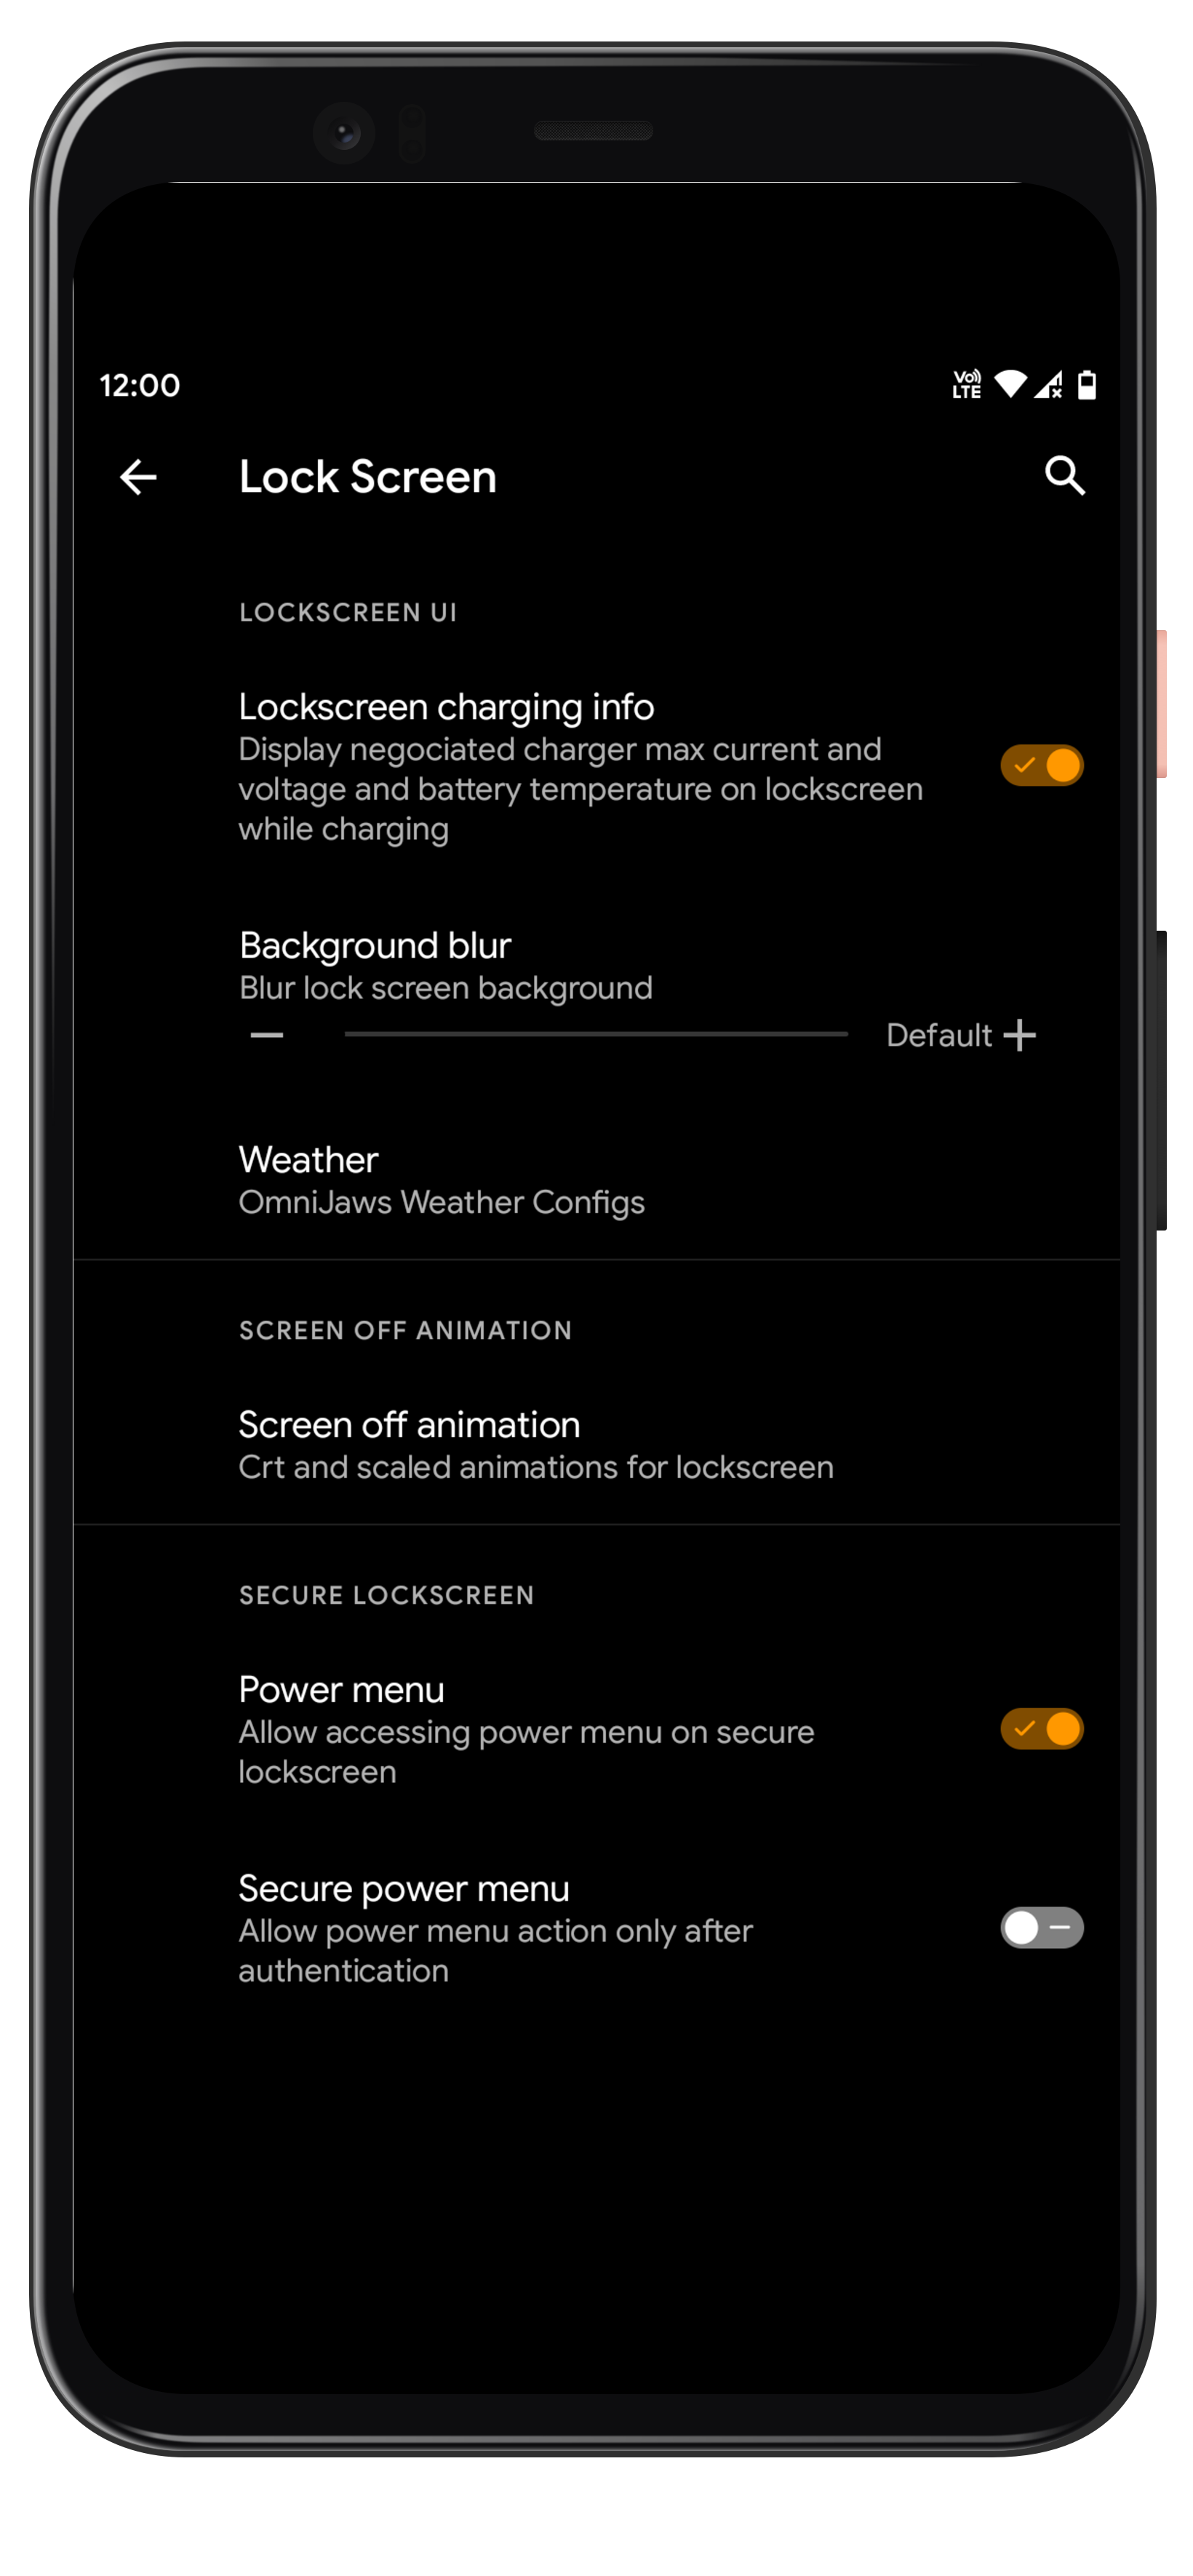 12:00
Vo))
LTE
Lock Screen
LOCKSCREEN UI
Lockscreen charging info
Display negociated charger max current and
voltage and battery temperature on lockscreen
while charging
Background blur
Blur lock screen background
Default
Weather
OmniJaws Weather Configs
SCREEN OFF ANIMATION
Screen off animation
Crt and scaled animations for lockscreen
SECURE LOCKSCREEN
Power menu
Allow accessing power menu on secure
lockscreen
Secure power menu
Allow power menu action only after
authentication